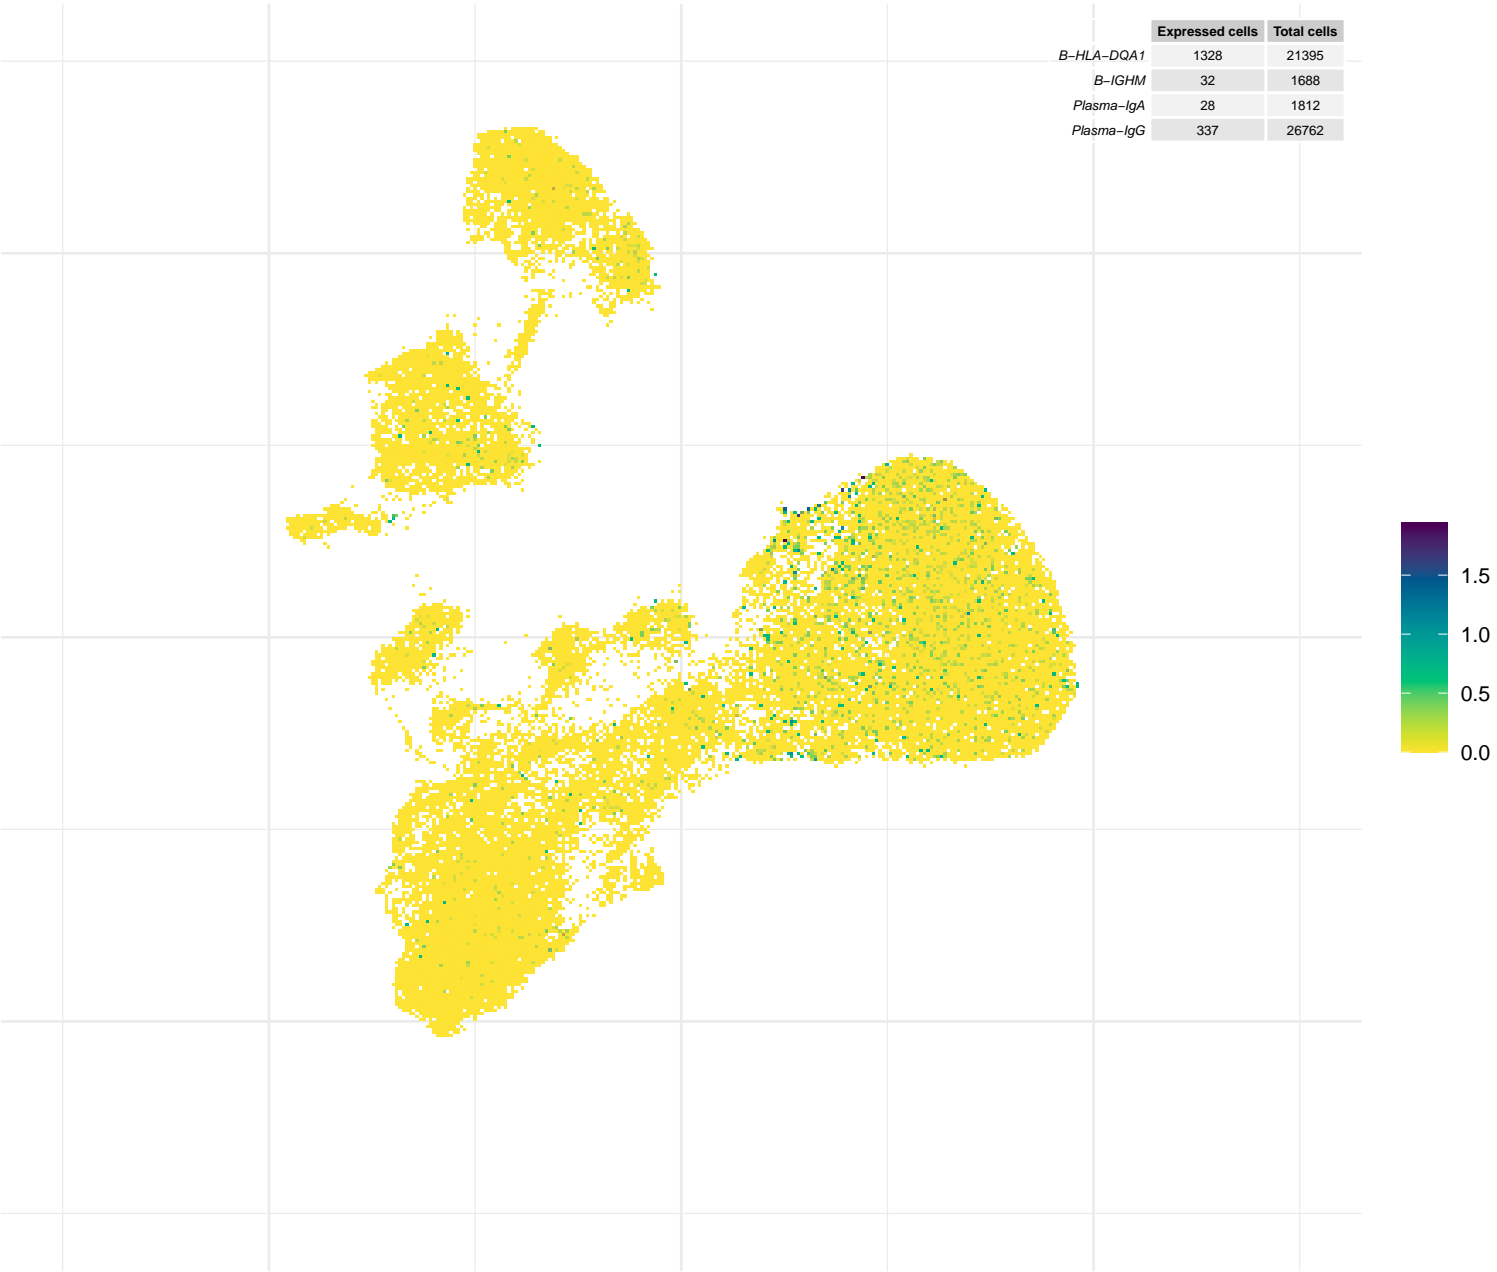 Expressed cells Total cells
B−HLA−DQA1 1328 21395
B−IGHM 32 1688
Plasma−IgA 28 1812
Plasma−IgG 337 26762
1.5
1.0
0.5
0.0